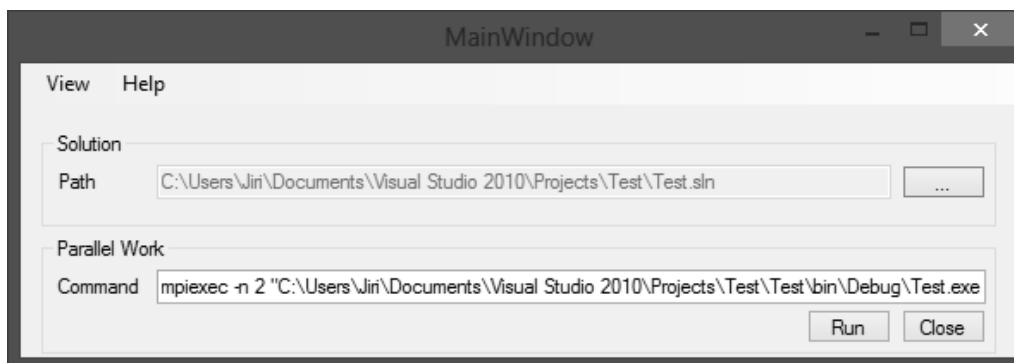 MainWindow
View Help
Solution
Path C:\Users\Jiri\Documents\Visual Studio 2010\Projects\Test\Test.sln ...
Parallel Work
Command mpiexec -n 2 "C:\Users\Jiri\Documents\Visual Studio 2010\Projects\Test\Test\bin\Debug\Test.exe
Run Close